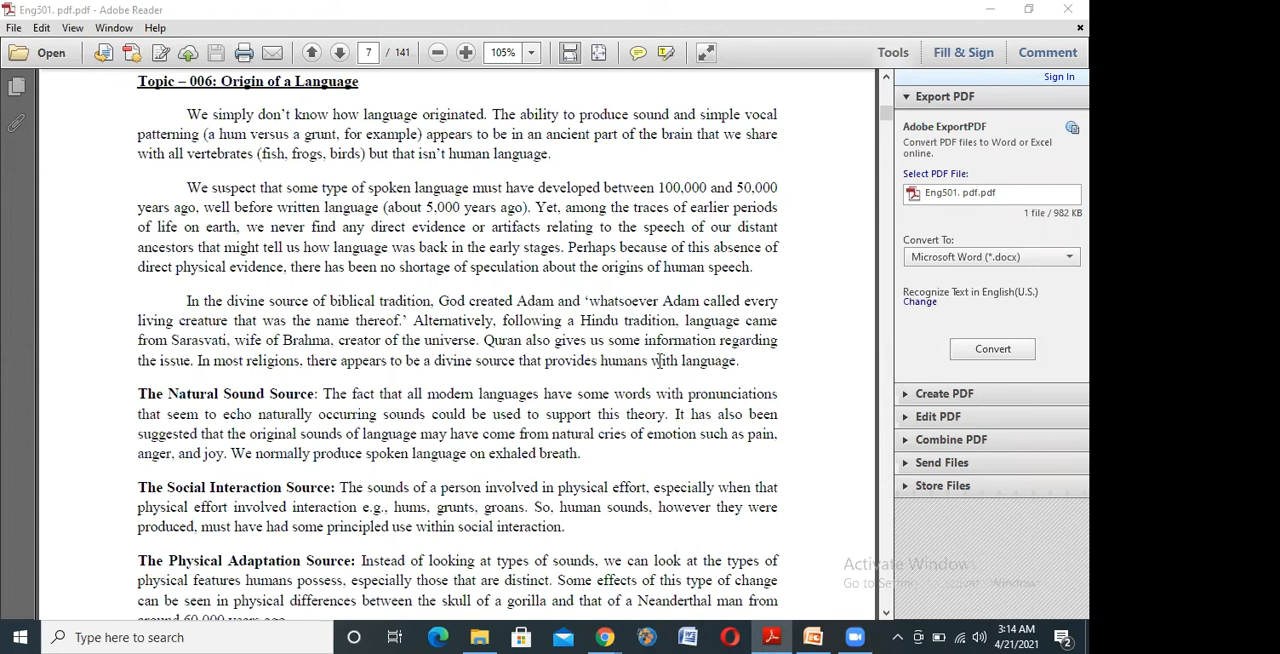 Eng501. pdf.pdf - Adobe Reader
File Edit View Window Help
Open 7 / 141 105% Tools Fill & Sign Comment
Sign In
Topic – 006: Origin of a Language
We simply don't know how language originated. The ability to produce sound and simple vocal
patterning (a hum versus a grunt, for example) appears to be in an ancient part of the brain that we share
with all vertebrates (fish, frogs, birds) but that isn't human language.
We suspect that some type of spoken language must have developed between 100,000 and 50,000
years ago, well before written language (about 5,000 years ago). Yet, among the traces of earlier periods
of life on earth, we never find any direct evidence or artifacts relating to the speech of our distant
ancestors that might tell us how language was back in the early stages. Perhaps because of this absence of
direct physical evidence, there has been no shortage of speculation about the origins of human speech.
In the divine source of biblical tradition, God created Adam and ‘whatsoever Adam called every
living creature that was the name thereof.’ Alternatively, following a Hindu tradition, language came
from Sarasvati, wife of Brahma, creator of the universe. Quran also gives us some information regarding
the issue. In most religions, there appears to be a divine source that provides humans with language.
The Natural Sound Source: The fact that all modern languages have some words with pronunciations
that seem to echo naturally occurring sounds could be used to support this theory. It has also been
suggested that the original sounds of language may have come from natural cries of emotion such as pain,
anger, and joy. We normally produce spoken language on exhaled breath.
The Social Interaction Source: The sounds of a person involved in physical effort, especially when that
physical effort involved interaction e.g., hums, grunts, groans. So, human sounds, however they were
produced, must have had some principled use within social interaction.
The Physical Adaptation Source: Instead of looking at types of sounds, we can look at the types of
physical features humans possess, especially those that are distinct. Some effects of this type of change
can be seen in physical differences between the skull of a gorilla and that of a Neanderthal man from
around 60,000 years ago.
Export PDF
Adobe ExportPDF
Convert PDF files to Word or Excel
online.
Select PDF File:
Eng501. pdf.pdf
1 file / 982 KB
Convert To:
Microsoft Word (*.docx)
Recognize Text in English(U.S.)
Change
Convert
Create PDF
Edit PDF
Combine PDF
Send Files
Store Files
Activate Windows
Go to Settings to activate Windows.
Type here to search
3:14 AM
4/21/2021
2